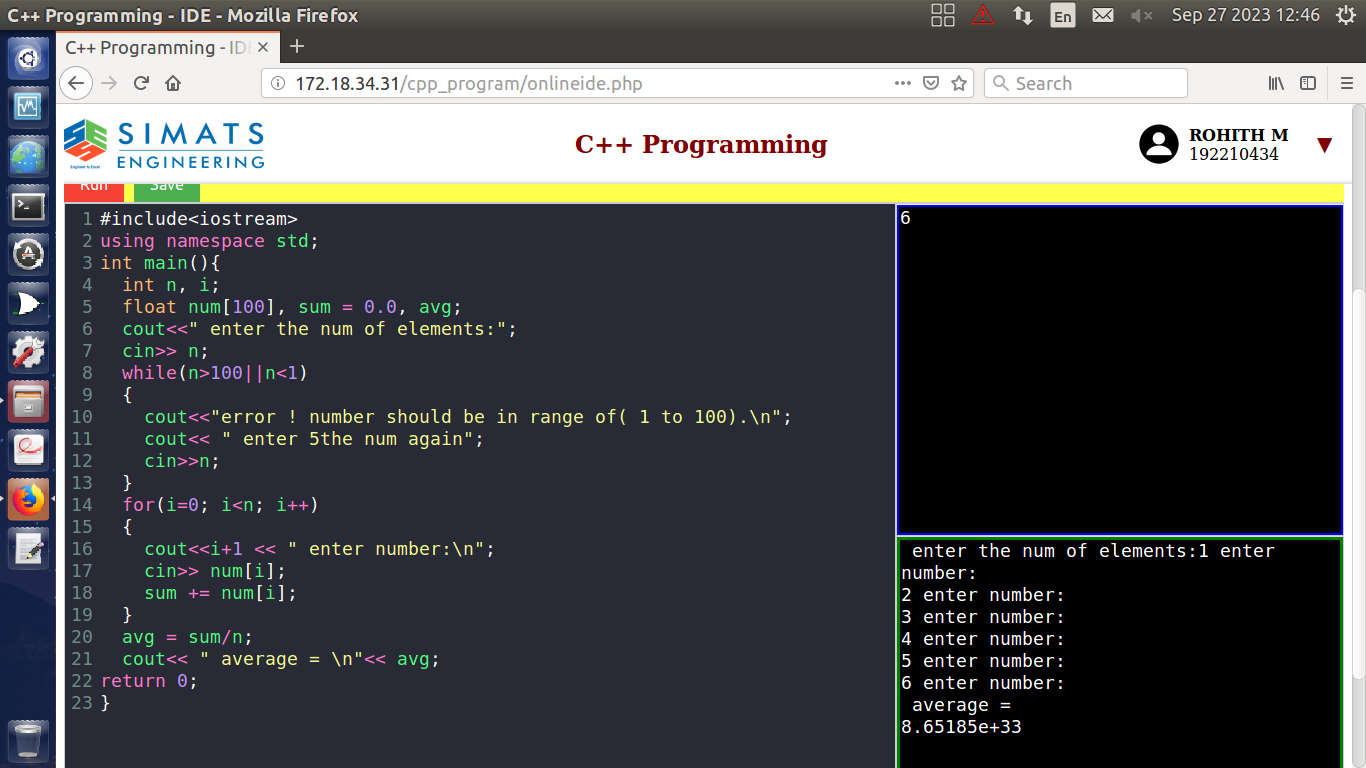 C++ Programming - IDE - Mozilla Firefox
En
Sep 27 2023 12:46
C++ Programming - IDE
172.18.34.31/cpp_program/onlineide.php
Search
SIMATS
ENGINEERING
Engineer to Excel
C++ Programming
ROHITH M
192210434
Run
Save
1 #include<iostream>
2 using namespace std;
3 int main(){
4 int n, i;
5 float num[100], sum = 0.0, avg;
6 cout<<" enter the num of elements:";
7 cin>> n;
8 while(n>100||n<1)
9 {
10 cout<<"error ! number should be in range of( 1 to 100).\n";
11 cout<< " enter 5the num again";
12 cin>>n;
13 }
14 for(i=0; i<n; i++)
15 {
16 cout<<i+1 << " enter number:\n";
17 cin>> num[i];
18 sum += num[i];
19 }
20 avg = sum/n;
21 cout<< " average = \n"<< avg;
22 return 0;
23 }
6
enter the num of elements:1 enter
number:
2 enter number:
3 enter number:
4 enter number:
5 enter number:
6 enter number:
average =
8.65185e+33